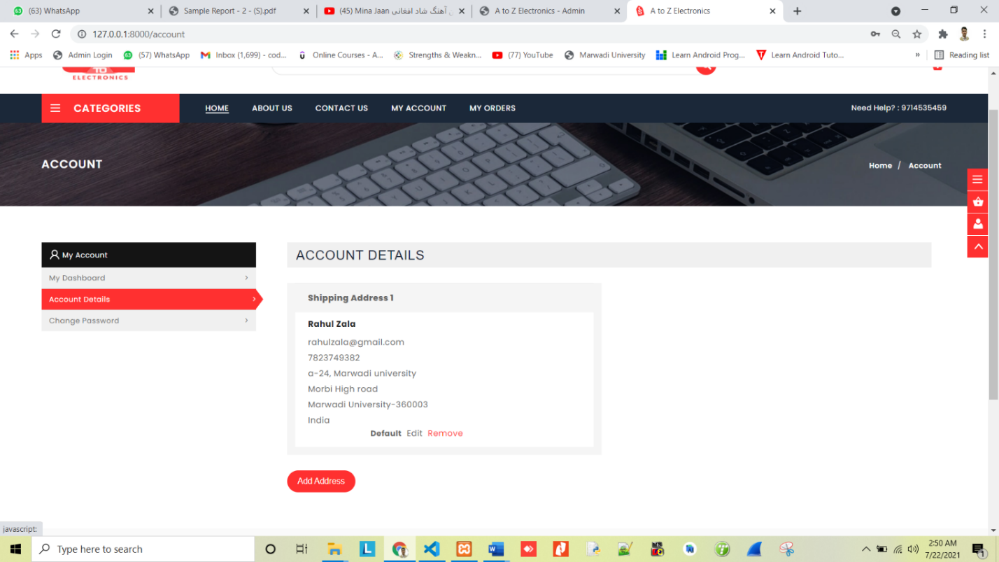 (63) WhatsApp
Sample Report - 2 - (S).pdf
(45) Mina Jaan آهنگ شاد افغانی
A to Z Electronics - Admin
A to Z Electronics
127.0.0.1:8000/account
Apps
Admin Login
(57) WhatsApp
Inbox (1,699) - cod...
Online Courses - A...
Strengths & Weakn...
(77) YouTube
Marwadi University
Learn Android Prog...
Learn Android Tuto...
»
Reading list
TO
ELECTRONICS
CATEGORIES
HOME
ABOUT US
CONTACT US
MY ACCOUNT
MY ORDERS
Need Help? : 9714535459
ACCOUNT
Home / Account
My Account
My Dashboard
Account Details
Change Password
ACCOUNT DETAILS
Shipping Address 1
Rahul Zala
rahulzala@gmail.com
7823749382
a-24, Marwadi university
Morbi High road
Marwadi University-360003
India
Default Edit Remove
Add Address
javascript:
Type here to search
2:50 AM
7/22/2021
1